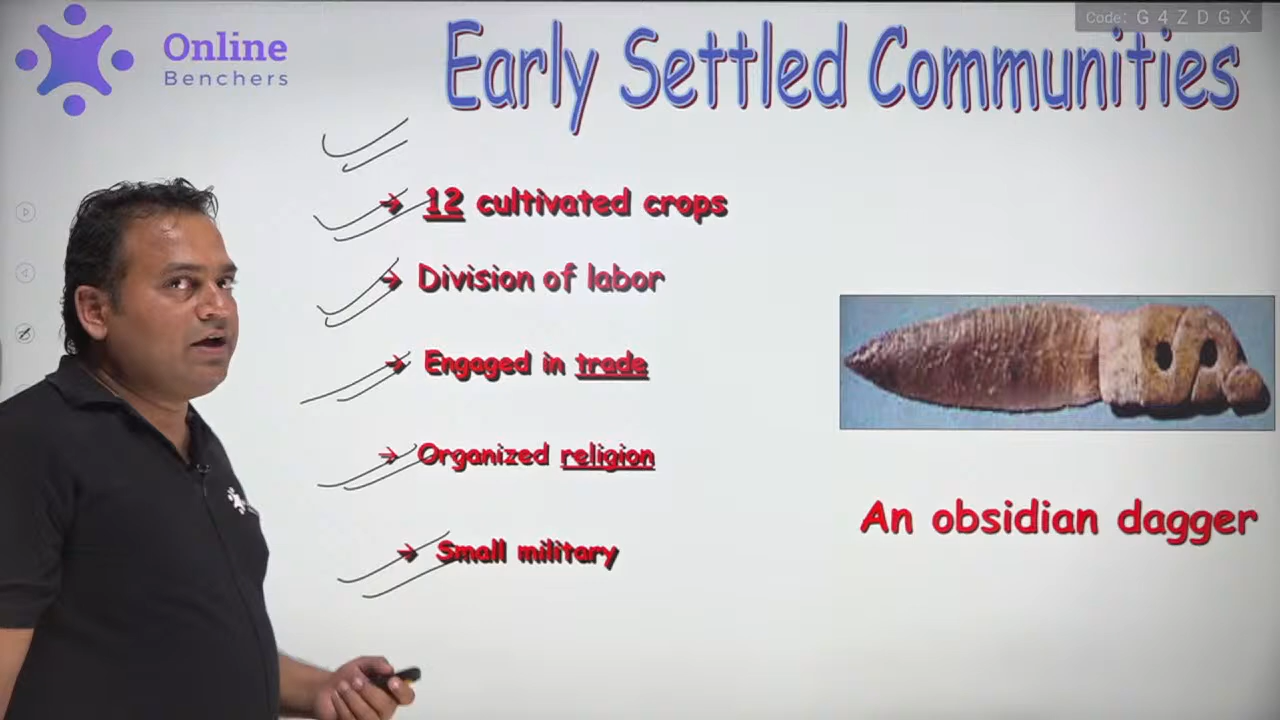 Code: G4ZDGX
Online
Benchers
Early Settled Communities
12 cultivated crops
Division of labor
Engaged in trade
Organized religion
Small military
An obsidian dagger